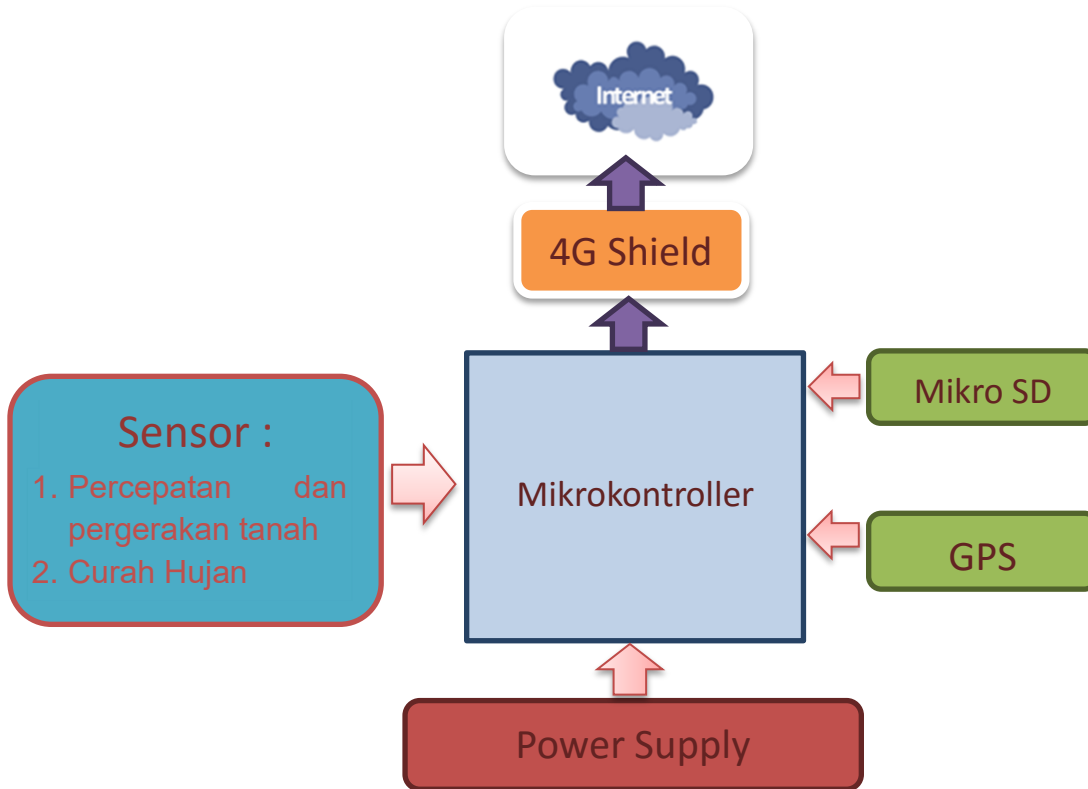 Internet
4G Shield
Sensor :
1. Percepatan dan
pergerakan tanah
2. Curah Hujan
Mikrokontroller
Mikro SD
GPS
Power Supply